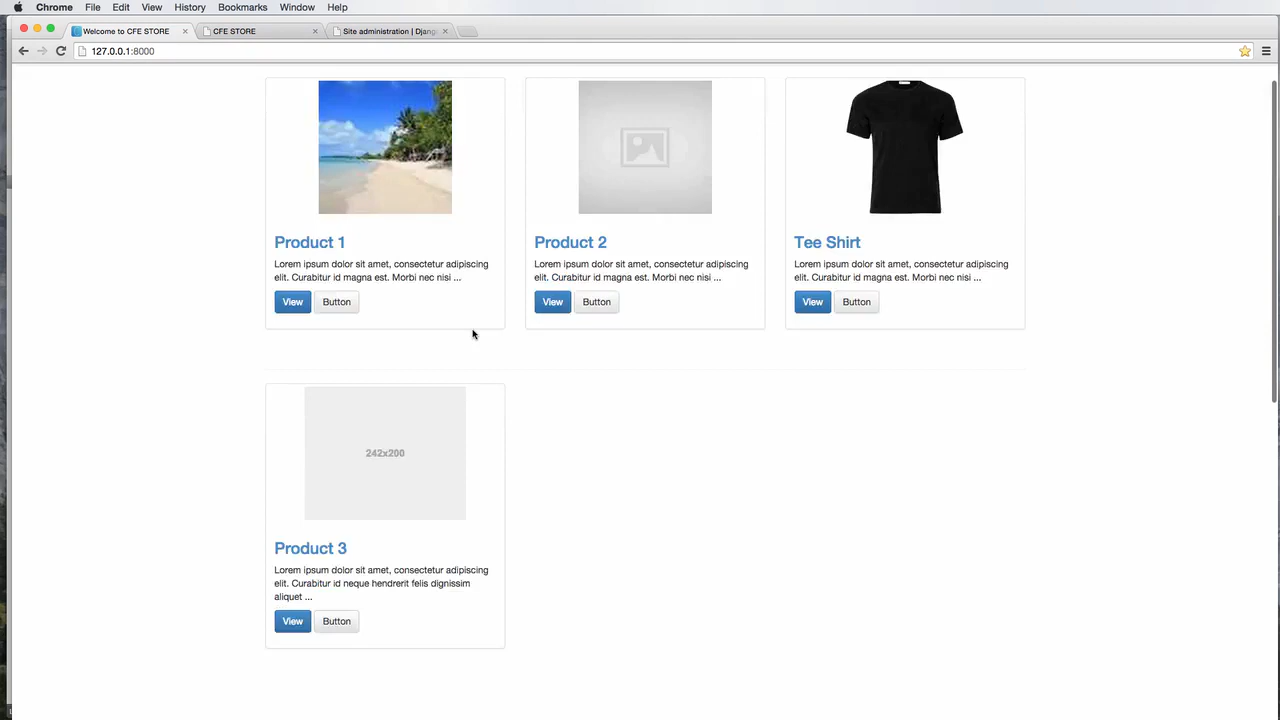 Chrome File Edit View History Bookmarks Window Help
Welcome to CFE STORE
CFE STORE
Site administration | Djang
127.0.0.1:8000
Product 1
Lorem ipsum dolor sit amet, consectetur adipiscing
elit. Curabitur id magna est. Morbi nec nisi ...
View Button
Product 2
Lorem ipsum dolor sit amet, consectetur adipiscing
elit. Curabitur id magna est. Morbi nec nisi ...
View Button
Tee Shirt
Lorem ipsum dolor sit amet, consectetur adipiscing
elit. Curabitur id magna est. Morbi nec nisi ...
View Button
242x200
Product 3
Lorem ipsum dolor sit amet, consectetur adipiscing
elit. Curabitur id neque hendrerit felis dignissim
aliquet ...
View Button